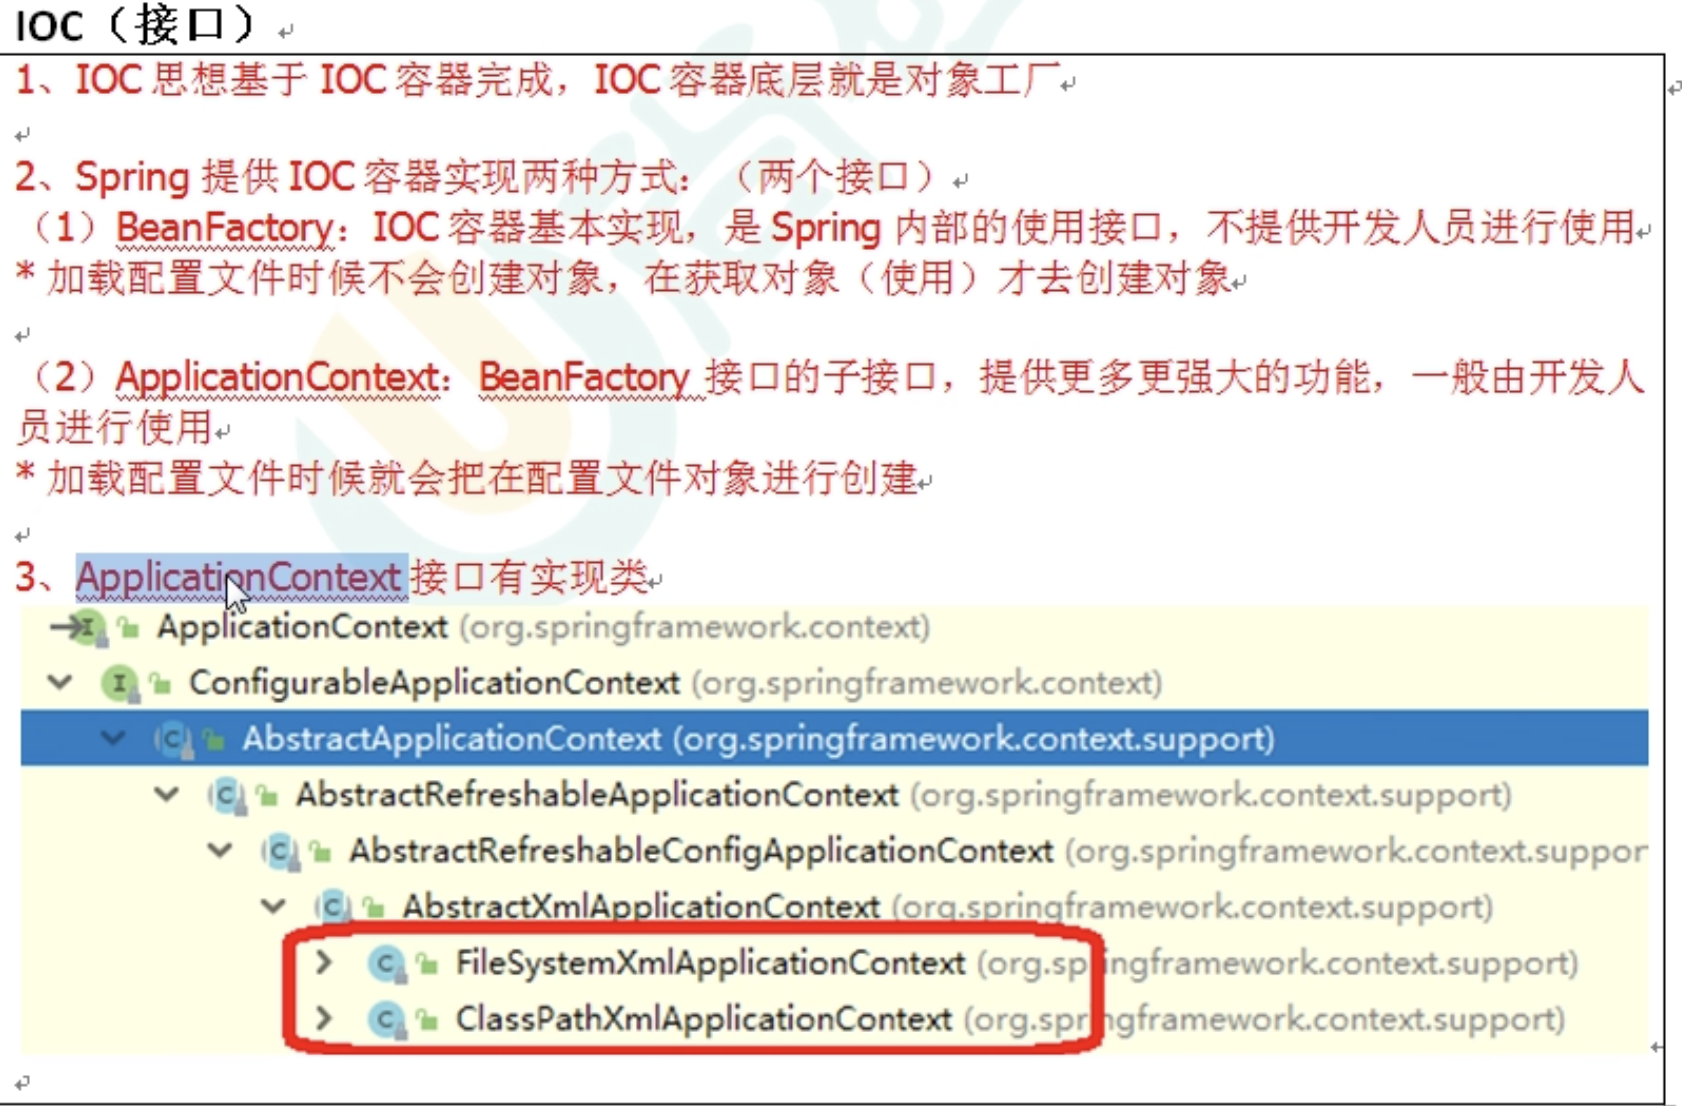 IOC（接口）
1、IOC 思想基于 IOC 容器完成，IOC 容器底层就是对象工厂
2、Spring 提供 IOC 容器实现两种方式：（两个接口）
（1）BeanFactory：IOC 容器基本实现，是 Spring 内部的使用接口，不提供开发人员进行使用
* 加载配置文件时候不会创建对象，在获取对象（使用）才去创建对象
（2）ApplicationContext：BeanFactory 接口的子接口，提供更多更强大的功能，一般由开发人
员进行使用
* 加载配置文件时候就会把在配置文件对象进行创建
3、ApplicationContext 接口有实现类
ApplicationContext (org.springframework.context)
ConfigurableApplicationContext (org.springframework.context)
AbstractApplicationContext (org.springframework.context.support)
AbstractRefreshableApplicationContext (org.springframework.context.support)
AbstractRefreshableConfigApplicationContext (org.springframework.context.suppor
AbstractXmlApplicationContext (org.springframework.context.support)
FileSystemXmlApplicationContext (org.springframework.context.support)
ClassPathXmlApplicationContext (org.springframework.context.support)